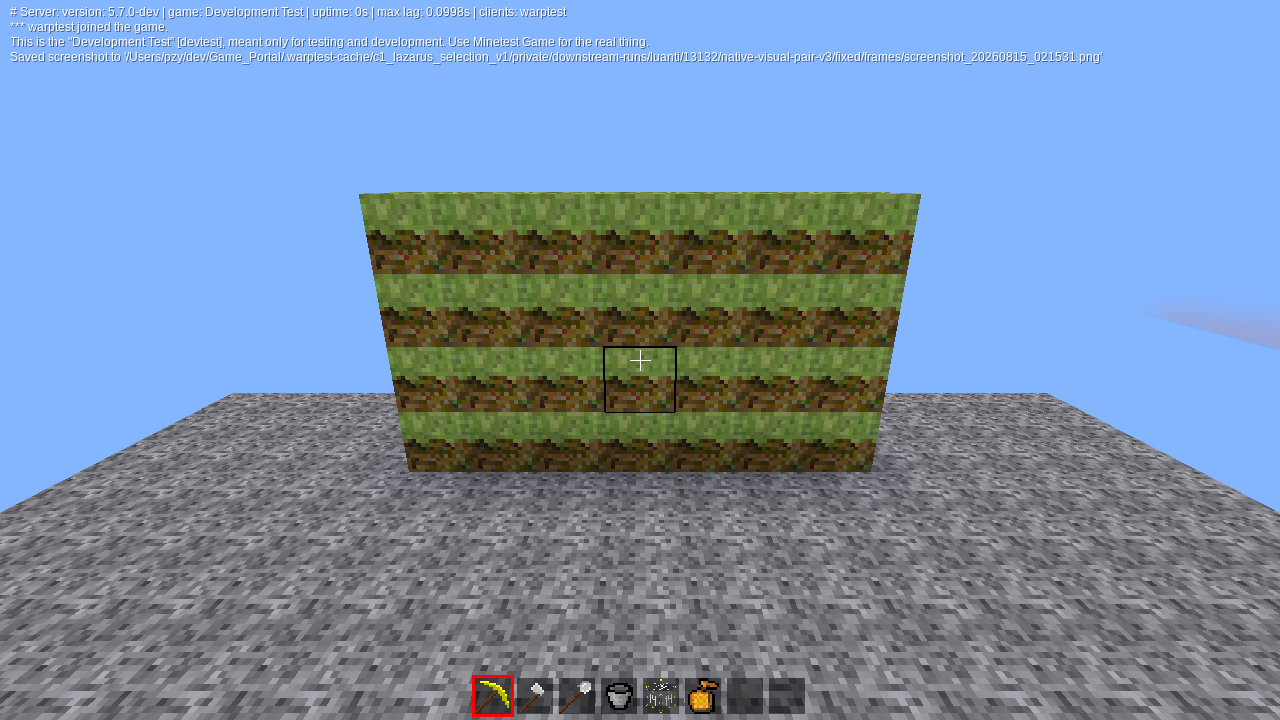 # Server: version: 5.7.0-dev | game: Development Test | uptime: 0s | max lag: 0.0998s | clients: warptest
*** warptest joined the game.
This is the "Development Test" [devtest], meant only for testing and development. Use Minetest Game for the real thing.
Saved screenshot to '/Users/pzy/dev/Game_Portal/.warptest-cache/c1_lazarus_selection_v1/private/downstream-runs/luanti/13132/native-visual-pair-v3/fixed/frames/screenshot_20260815_021531.png'